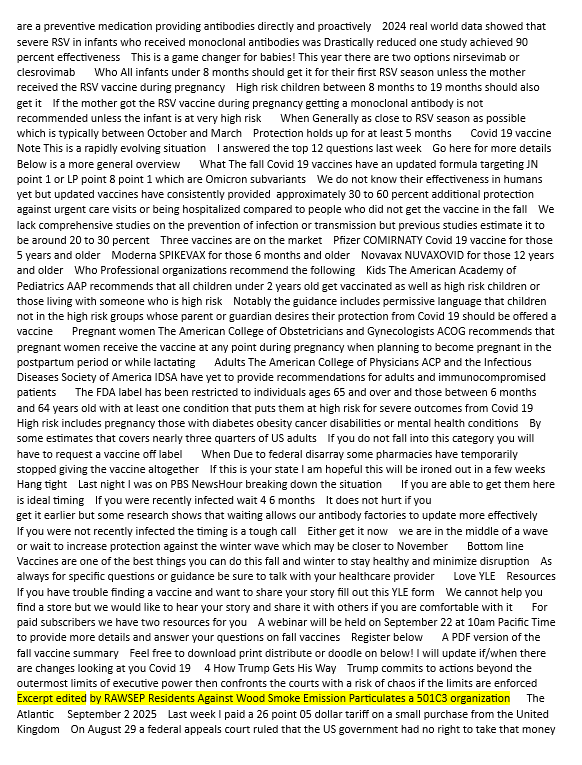 are a preventive medication providing antibodies directly and proactively    2024 real world data showed that
severe RSV in infants who received monoclonal antibodies was Drastically reduced one study achieved 90
percent effectiveness    This is a game changer for babies! This year there are two options nirsevimab or
clesrovimab       Who All infants under 8 months should get it for their first RSV season unless the mother
received the RSV vaccine during pregnancy    High risk children between 8 months to 19 months should also
get it    If the mother got the RSV vaccine during pregnancy getting a monoclonal antibody is not
recommended unless the infant is at very high risk       When Generally as close to RSV season as possible
which is typically between October and March    Protection holds up for at least 5 months       Covid 19 vaccine
Note This is a rapidly evolving situation    I answered the top 12 questions last week    Go here for more details
Below is a more general overview       What The fall Covid 19 vaccines have an updated formula targeting JN
point 1 or LP point 8 point 1 which are Omicron subvariants    We do not know their effectiveness in humans
yet but updated vaccines have consistently provided  approximately 30 to 60 percent additional protection
against urgent care visits or being hospitalized compared to people who did not get the vaccine in the fall    We
lack comprehensive studies on the prevention of infection or transmission but previous studies estimate it to
be around 20 to 30 percent    Three vaccines are on the market    Pfizer COMIRNATY Covid 19 vaccine for those
5 years and older    Moderna SPIKEVAX for those 6 months and older    Novavax NUVAXOVID for those 12 years
and older    Who Professional organizations recommend the following    Kids The American Academy of
Pediatrics AAP recommends that all children under 2 years old get vaccinated as well as high risk children or
those living with someone who is high risk    Notably the guidance includes permissive language that children
not in the high risk groups whose parent or guardian desires their protection from Covid 19 should be offered a
vaccine       Pregnant women The American College of Obstetricians and Gynecologists ACOG recommends that
pregnant women receive the vaccine at any point during pregnancy when planning to become pregnant in the
postpartum period or while lactating       Adults The American College of Physicians ACP and the Infectious
Diseases Society of America IDSA have yet to provide recommendations for adults and immunocompromised
patients       The FDA label has been restricted to individuals ages 65 and over and those between 6 months
and 64 years old with at least one condition that puts them at high risk for severe outcomes from Covid 19
High risk includes pregnancy those with diabetes obesity cancer disabilities or mental health conditions    By
some estimates that covers nearly three quarters of US adults    If you do not fall into this category you will
have to request a vaccine off label       When Due to federal disarray some pharmacies have temporarily
stopped giving the vaccine altogether    If this is your state I am hopeful this will be ironed out in a few weeks
Hang tight    Last night I was on PBS NewsHour breaking down the situation       If you are able to get them here
is ideal timing    If you were recently infected wait 4 6 months    It does not hurt if you
get it earlier but some research shows that waiting allows our antibody factories to update more effectively
If you were not recently infected the timing is a tough call    Either get it now    we are in the middle of a wave
or wait to increase protection against the winter wave which may be closer to November       Bottom line
Vaccines are one of the best things you can do this fall and winter to stay healthy and minimize disruption    As
always for specific questions or guidance be sure to talk with your healthcare provider       Love YLE    Resources
If you have trouble finding a vaccine and want to share your story fill out this YLE form    We cannot help you
find a store but we would like to hear your story and share it with others if you are comfortable with it       For
paid subscribers we have two resources for you    A webinar will be held on September 22 at 10am Pacific Time
to provide more details and answer your questions on fall vaccines    Register below       A PDF version of the
fall vaccine summary    Feel free to download print distribute or doodle on below! I will update if/when there
are changes looking at you Covid 19    4 How Trump Gets His Way    Trump commits to actions beyond the
outermost limits of executive power then confronts the courts with a risk of chaos if the limits are enforced
Excerpt edited by RAWSEP Residents Against Wood Smoke Emission Particulates a 501C3 organization       The
Atlantic    September 2 2025    Last week I paid a 26 point 05 dollar tariff on a small purchase from the United
Kingdom    On August 29 a federal appeals court ruled that the US government had no right to take that money